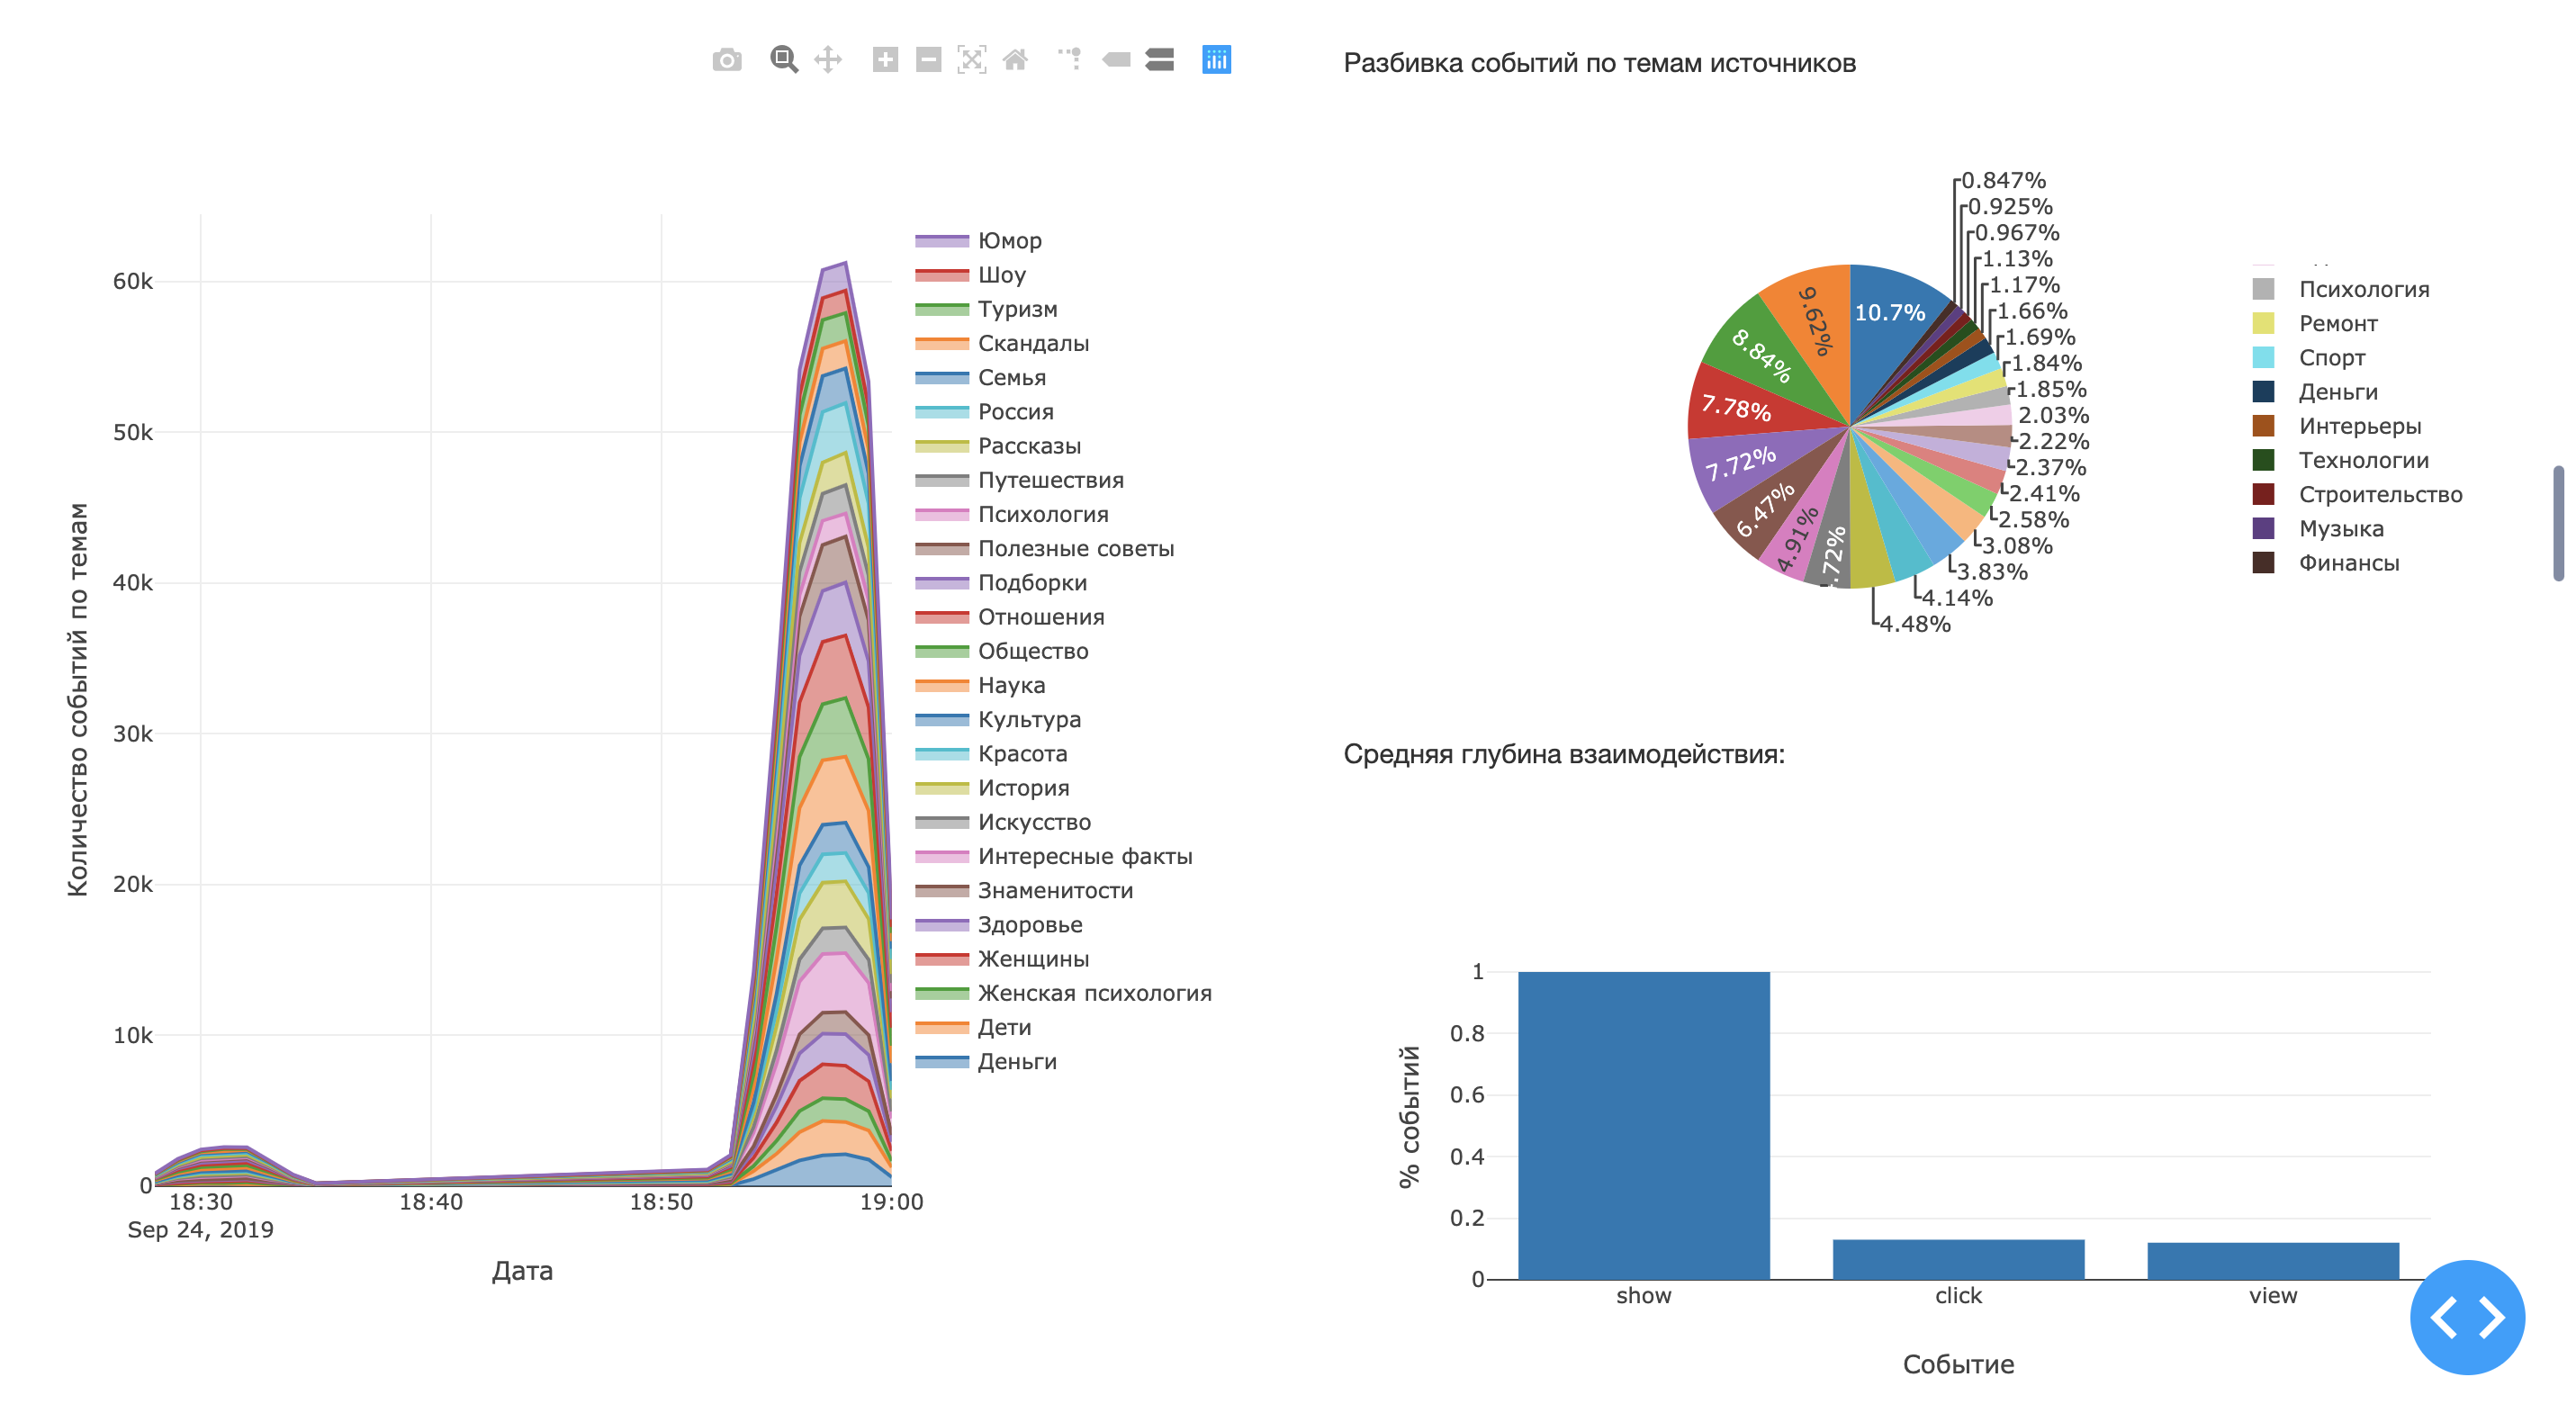 Количество событий по темам
60k
50k
40k
30k
20k
10k
0
18:30
18:40
18:50
19:00
Sep 24, 2019
Дата
Юмор
Шоу
Туризм
Скандалы
Семья
Россия
Рассказы
Путешествия
Психология
Полезные советы
Подборки
Отношения
Общество
Наука
Культура
Красота
История
Искусство
Интересные факты
Знаменитости
Здоровье
Женщины
Женская психология
Дети
Деньги
Разбивка событий по темам источников
10.7%
0.847%
0.925%
0.967%
1.13%
1.17%
1.66%
1.69%
1.84%
1.85%
2.03%
2.22%
2.37%
2.41%
2.58%
3.08%
3.83%
4.14%
4.48%
.72%
4.91%
6.47%
7.72%
7.78%
8.84%
9.62%
Психология
Ремонт
Спорт
Деньги
Интерьеры
Технологии
Строительство
Музыка
Финансы
Средняя глубина взаимодействия:
% событий
1
0.8
0.6
0.4
0.2
0
show
click
view
Событие